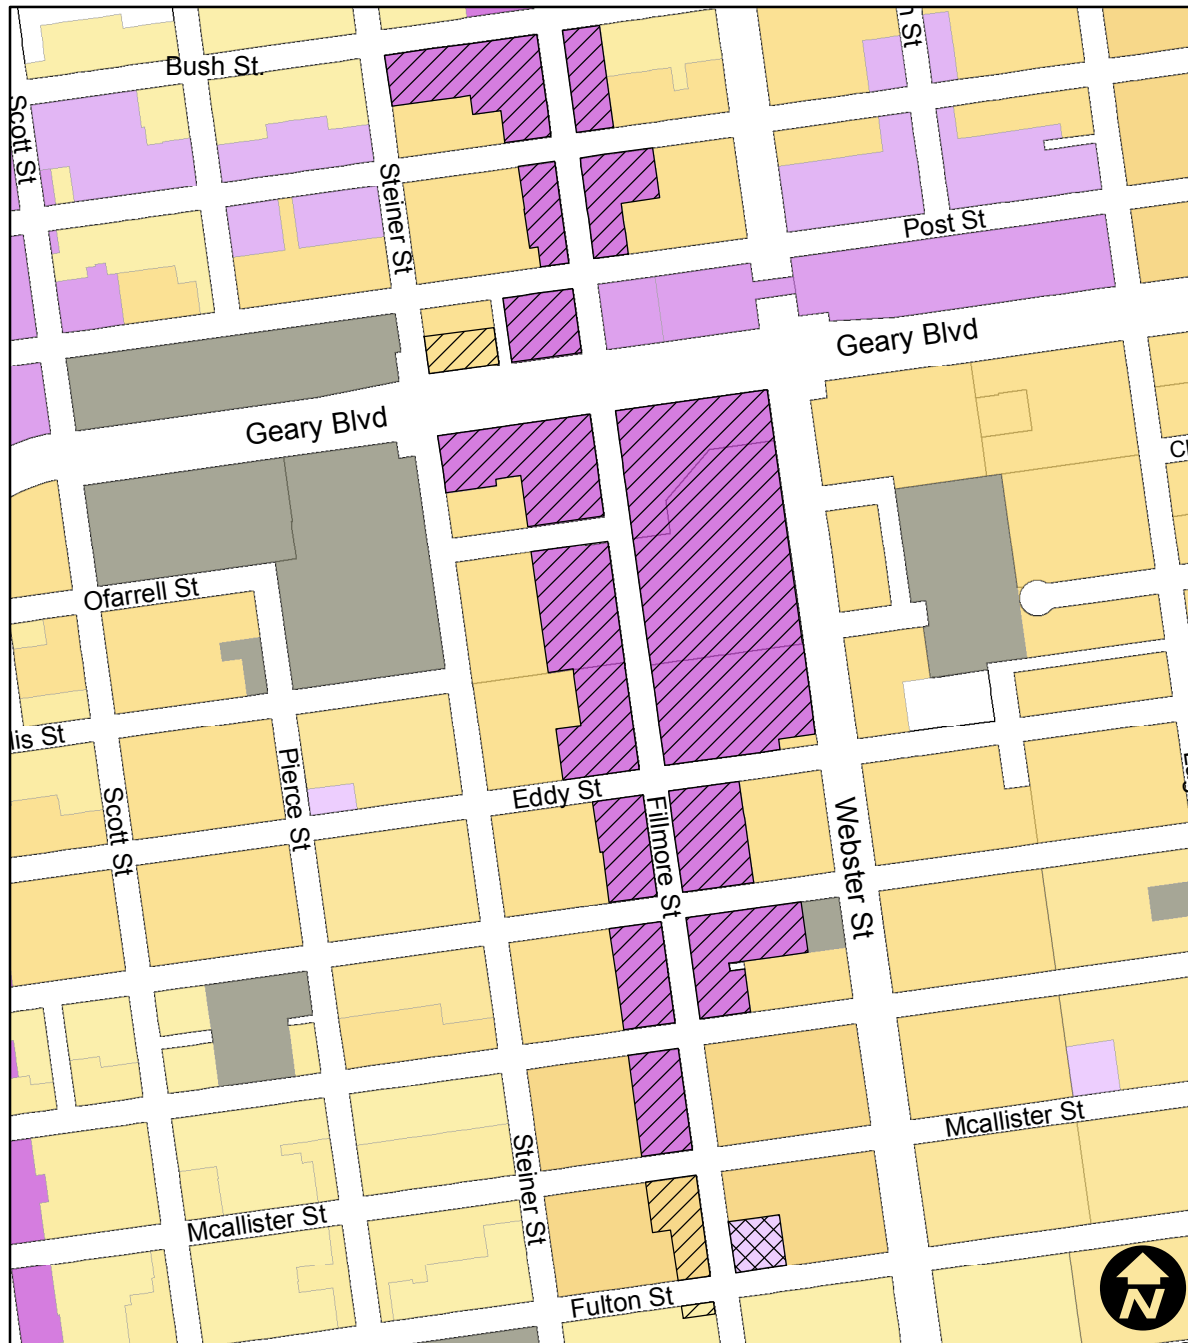 Bush St.
Scott St
Steiner St
Post St
Geary Blvd
Geary Blvd
Ofarrell St
Pierce St
Scott St
Eddy St
Fillmore St
Webster St
Mcallister St
Steiner St
Mcallister St
Fulton St
N